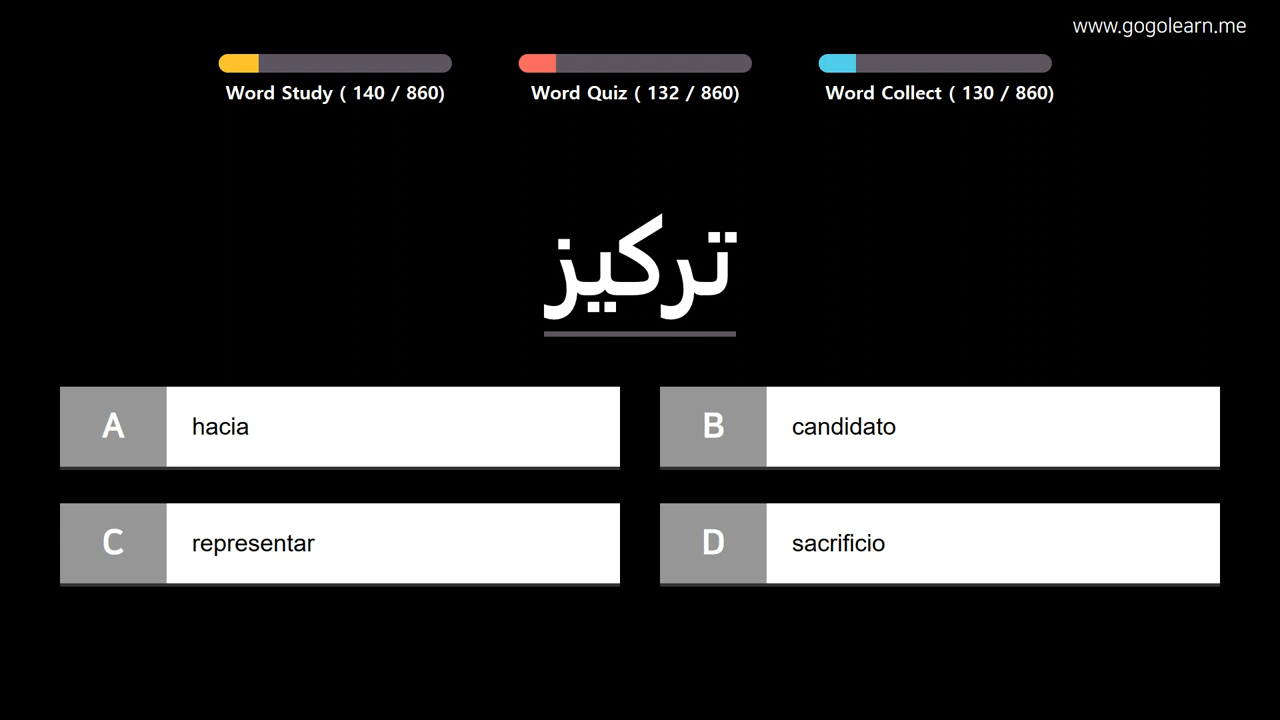 www.gogolearn.me
Word Study ( 140 / 860)
Word Quiz ( 132 / 860)
Word Collect ( 130 / 860)
تركيز
A hacia
B candidato
C representar
D sacrificio